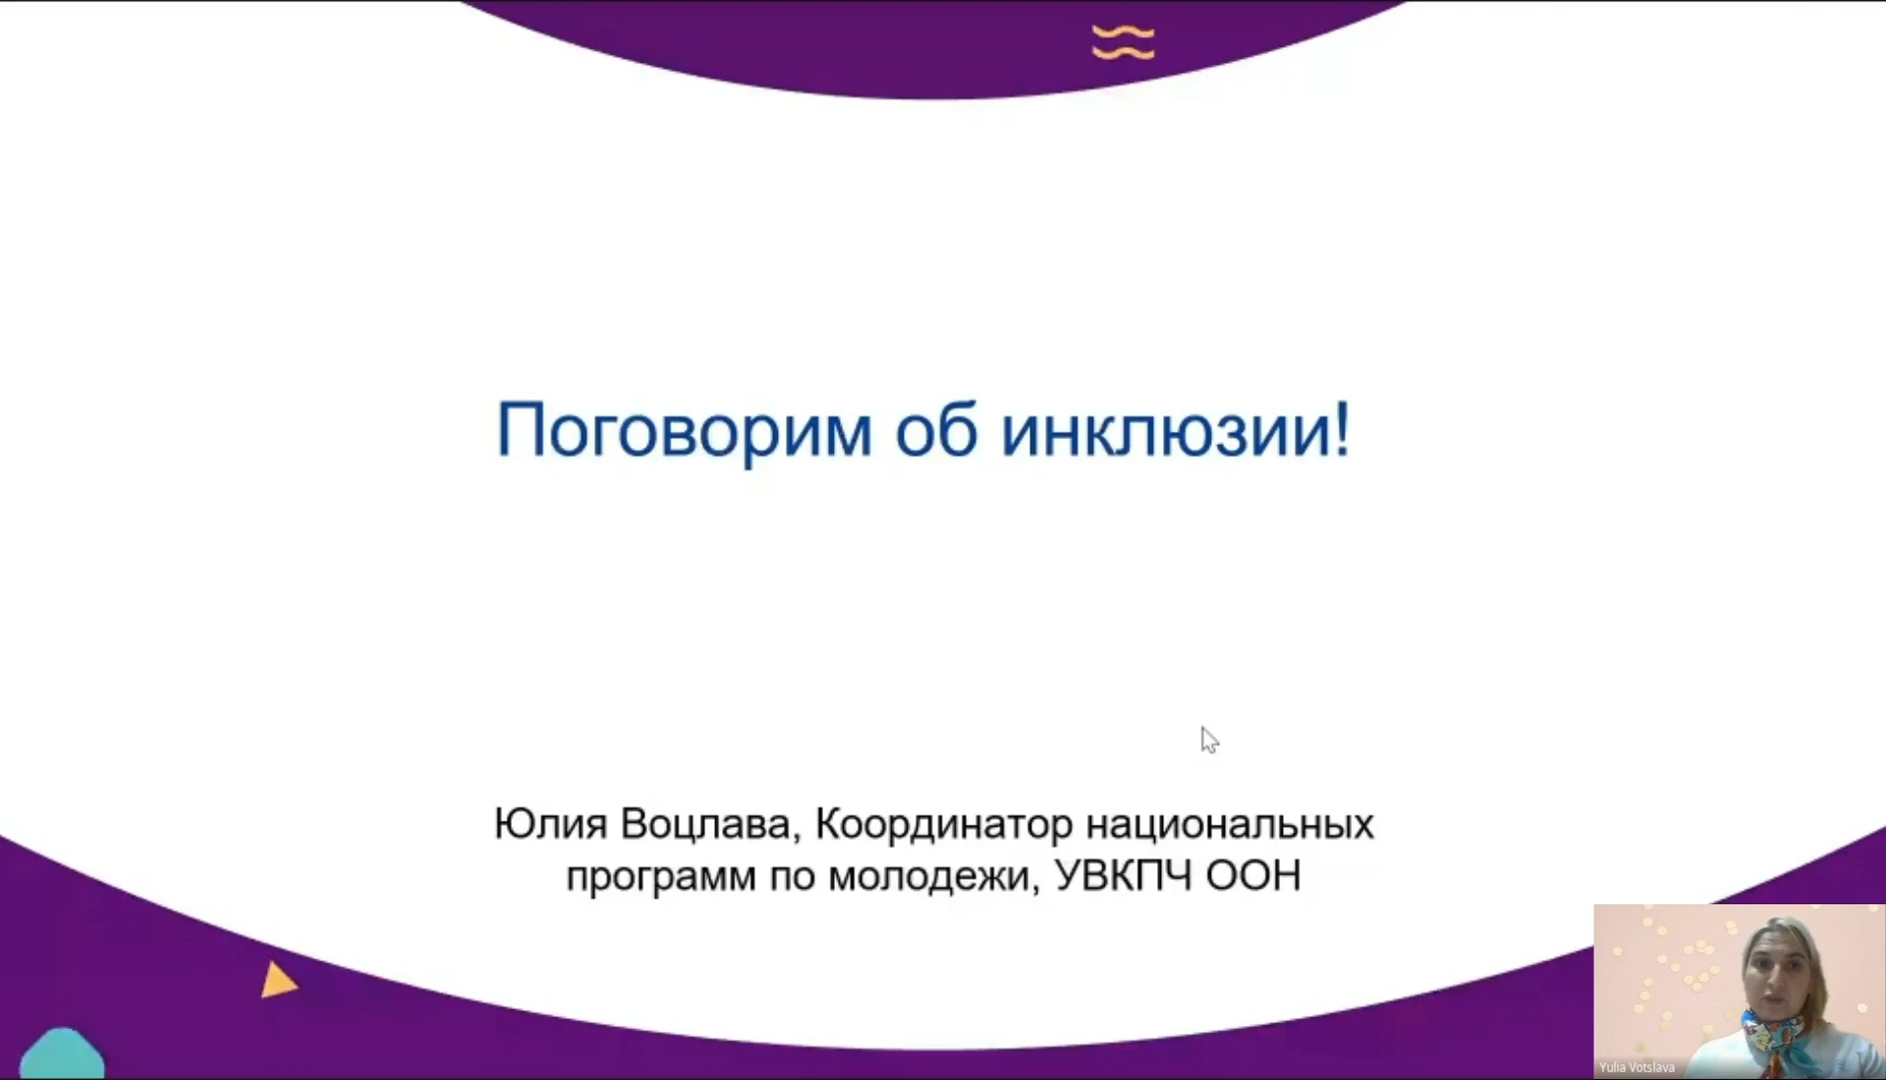 Поговорим об инклюзии!
Юлия Воцлава, Координатор национальных
программ по молодежи, УВКПЧ ООН
Yulia Votslava